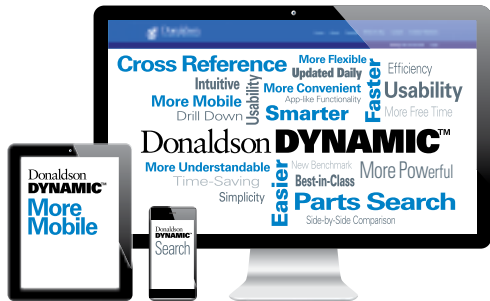 Cross Reference
More Flexible
Updated Daily
Faster
Efficiency
Intuitive
Usability
More Convenient
Usability
More Mobile
App-like Functionality
Drill Down
Smarter
More Free Time
Donaldson DYNAMIC™
More Understandable
Easier
New Benchmark
More Powerful
Time-Saving
Best-in-Class
Simplicity
Parts Search
Side-by-Side Comparison
Donaldson
DYNAMIC™
More
Mobile
Donaldson
DYNAMIC™
Search